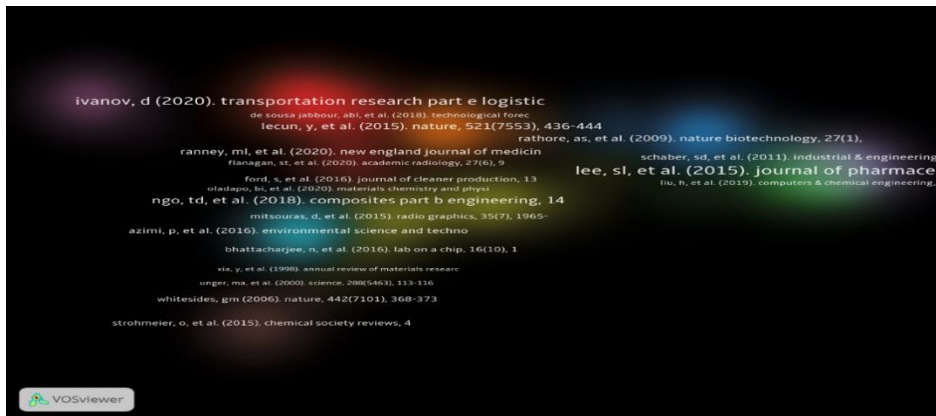 ivanov, d (2020). transportation research part e logistic
de sousa jabbour, abl, et al. (2018). technological forec
lecun, y, et al. (2015). nature, 521(7553), 436-444
rathore, as, et al. (2009). nature biotechnology, 27(1),
ranney, ml, et al. (2020). new england journal of medicin
schaber, sd, et al. (2011). industrial & engineering
flanagan, st, et al. (2020). academic radiology, 27(6), 9
lee, sl, et al. (2015). journal of pharmace
ford, s, et al. (2016). journal of cleaner production, 13
liu, h, et al. (2019). computers & chemical engineering,
oladapo, bi, et al. (2020). materials chemistry and physi
ngo, td, et al. (2018). composites part b engineering, 14
mitsouras, d, et al. (2015). radio graphics, 35(7), 1965-
azimi, p, et al. (2016). environmental science and techno
bhattacharjee, n, et al. (2016). lab on a chip, 16(10), 1
xia, y, et al. (1998). annual review of materials researc
unger, ma, et al. (2000). science, 288(5463), 113-116
whitesides, gm (2006). nature, 442(7101), 368-373
strohmeier, o, et al. (2015). chemical society reviews, 4
VOSviewer